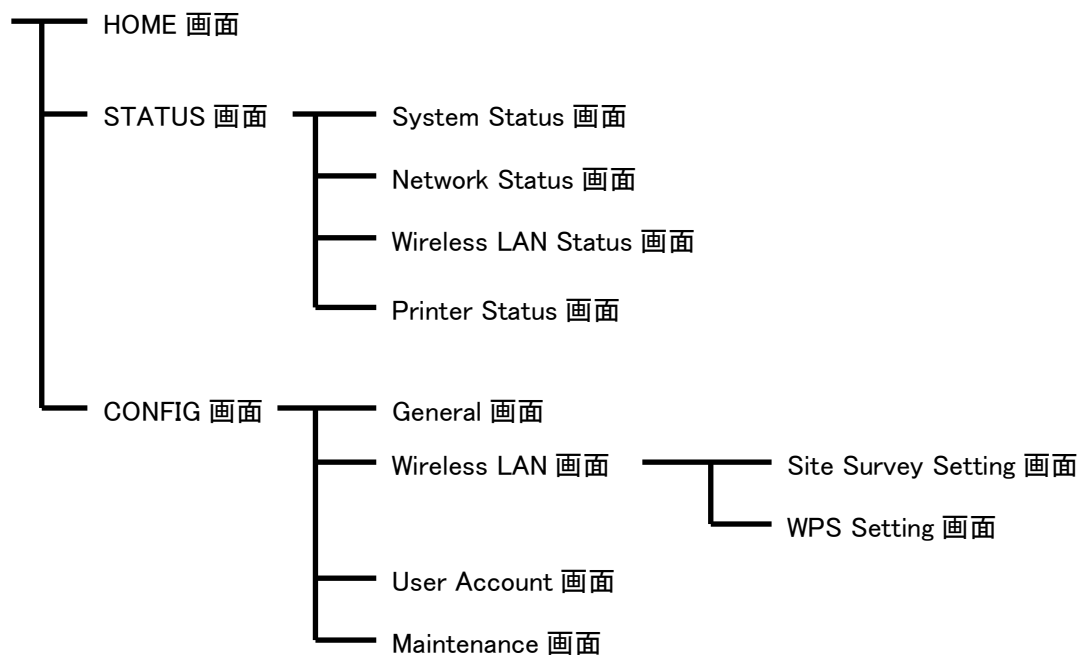 HOME 画面
STATUS 画面
System Status 画面
Network Status 画面
Wireless LAN Status 画面
Printer Status 画面
CONFIG 画面
General 画面
Wireless LAN 画面
Site Survey Setting 画面
WPS Setting 画面
User Account 画面
Maintenance 画面